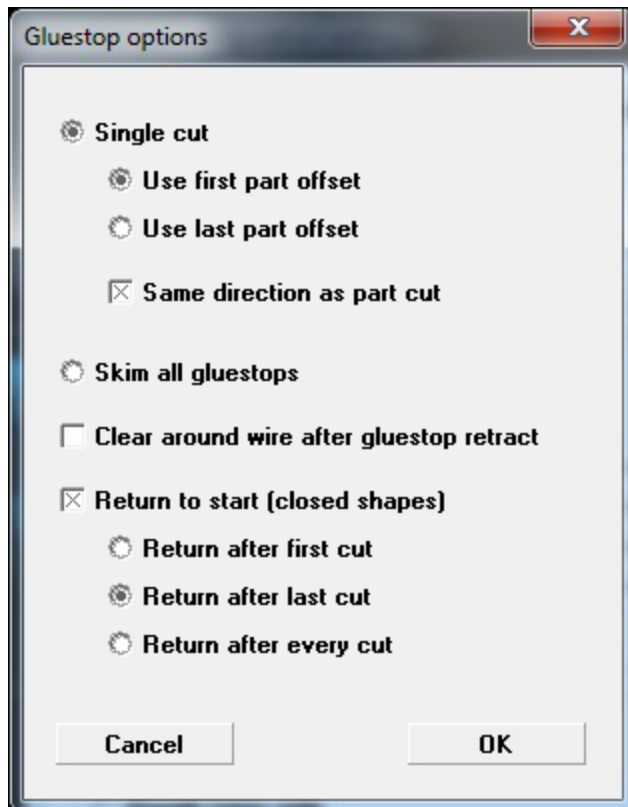 Gluestop options
Single cut
Use first part offset
Use last part offset
Same direction as part cut
Skim all gluestops
Clear around wire after gluestop retract
Return to start (closed shapes)
Return after first cut
Return after last cut
Return after every cut
Cancel OK